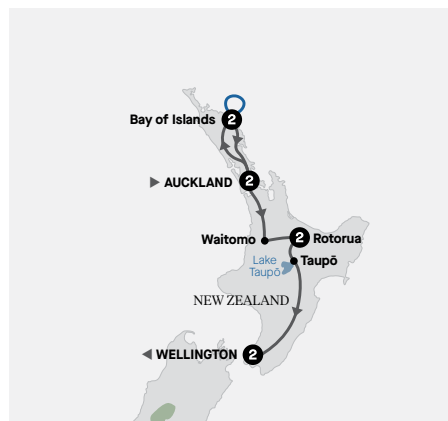 Bay of Islands 2
▶ AUCKLAND 2
Waitomo
2 Rotorua
Lake
Taupō
Taupō
NEW ZEALAND
◀ WELLINGTON 2